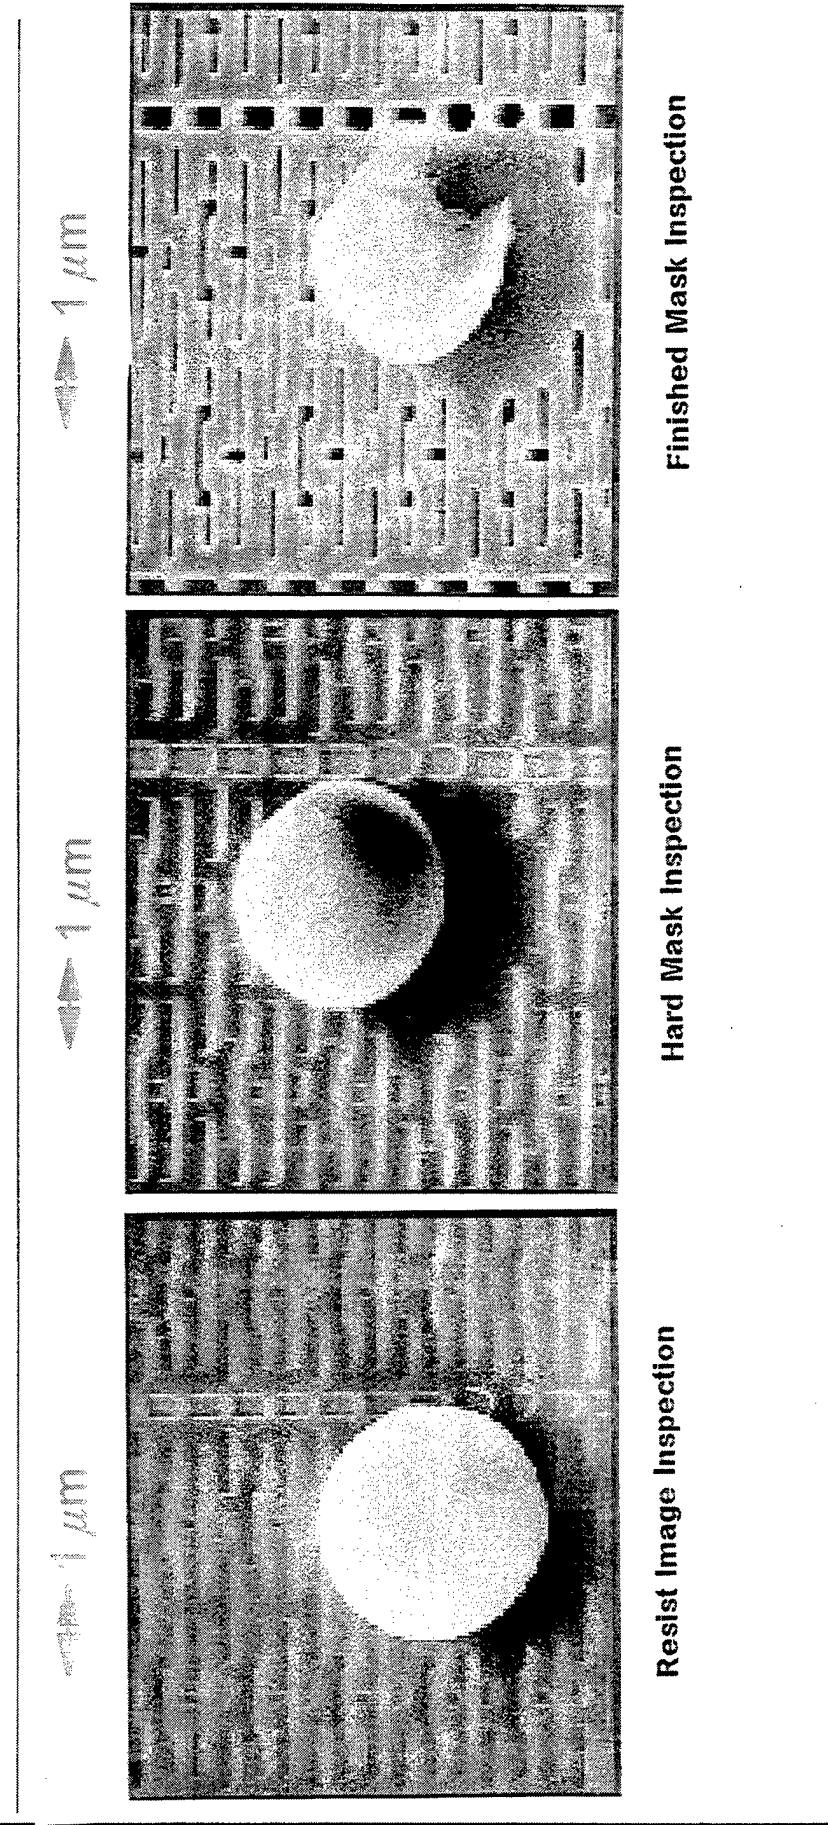 1 μm
1 μm
1 μm
Resist Image Inspection
Hard Mask Inspection
Finished Mask Inspection